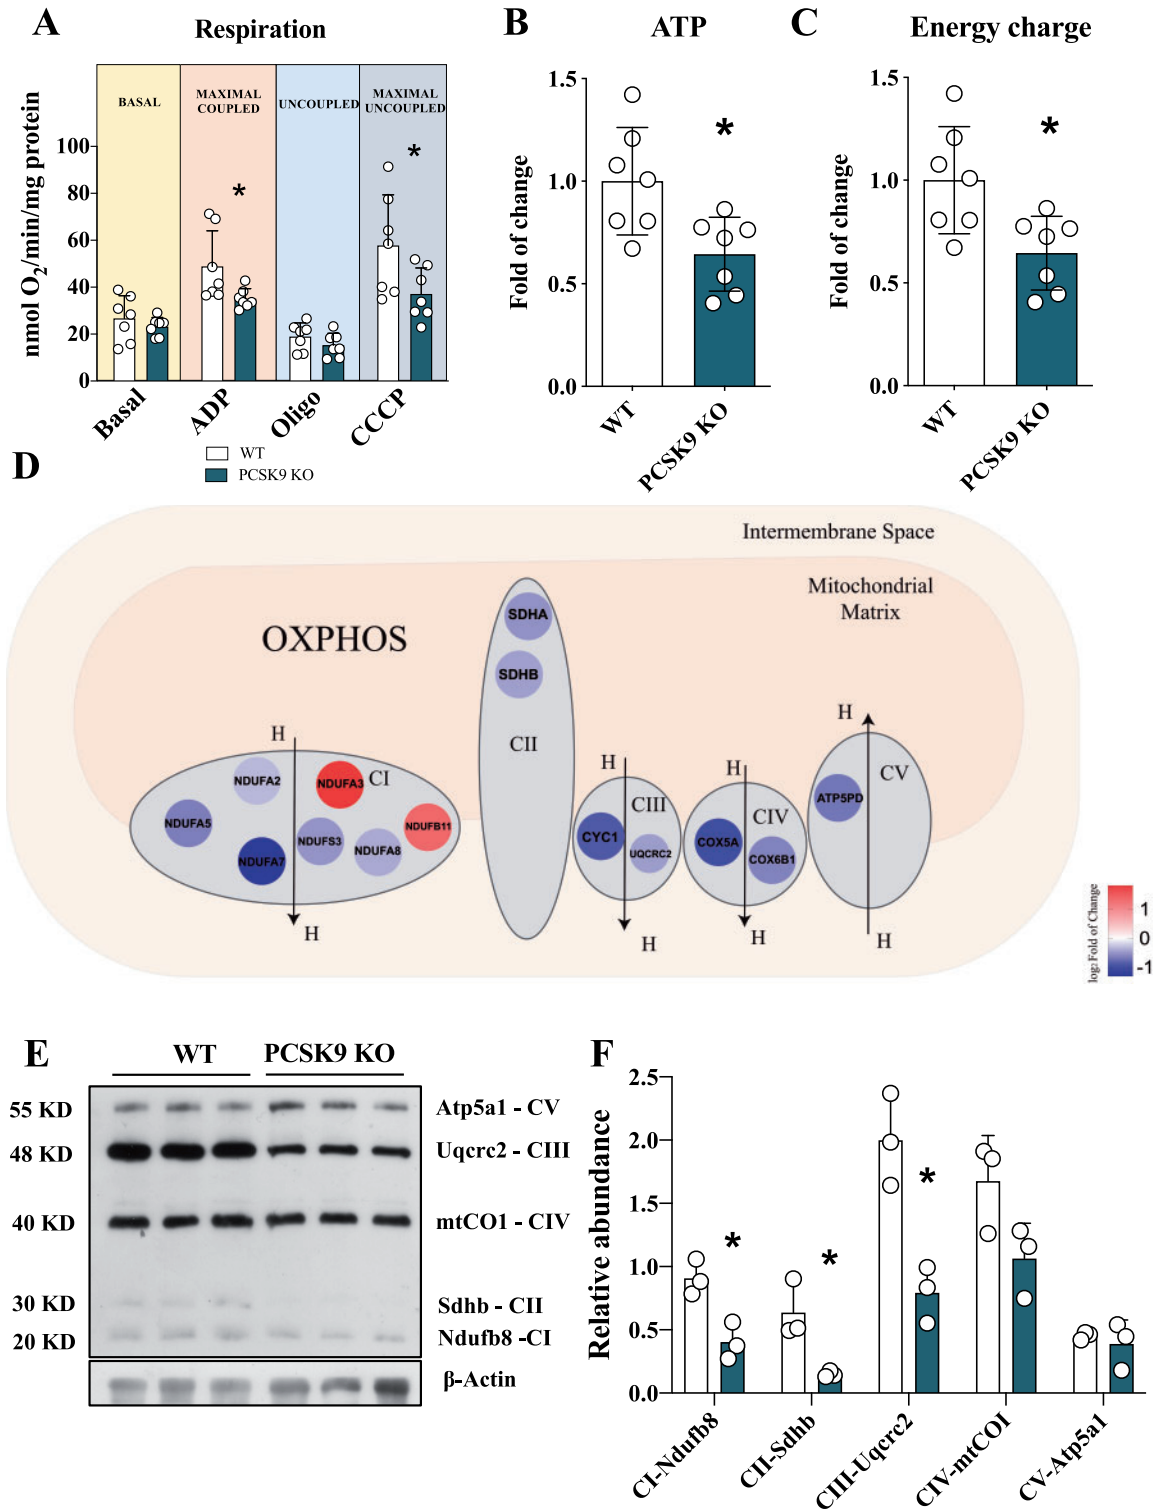 A
Respiration
nmol O2/min/mg protein
BASAL
MAXIMAL
COUPLED
UNCOUPLED
MAXIMAL
UNCOUPLED
100
80
60
40
20
0
*
*
Basal
ADP
Oligo
CCCP
WT
PCSK9 KO
B
ATP
Fold of change
1.5
1.0
0.5
0.0
*
WT
PCSK9 KO
C
Energy charge
Fold of change
1.5
1.0
0.5
0.0
*
WT
PCSK9 KO
D
Intermembrane Space
Mitochondrial
Matrix
OXPHOS
SDHA
SDHB
CII
H
NDUFA2
NDUFA3
CI
NDUFA5
NDUFB11
NDUFS3
NDUFA7
NDUFA8
H
H
CIII
CYC1
UQCRC2
H
H
CIV
COX5A
COX6B1
H
H
CV
ATP5PD
H
log2 Fold of Change
1
0
-1
E
WT
PCSK9 KO
55 KD
48 KD
40 KD
30 KD
20 KD
Atp5a1 - CV
Uqcrc2 - CIII
mtCO1 - CIV
Sdhb - CII
Ndufb8 -CI
β-Actin
F
Relative abundance
2.5
2.0
1.5
1.0
0.5
0.0
*
*
*
CI-Ndufb8
CII-Sdhb
CIII-Uqcrc2
CIV-mtCOI
CV-Atp5a1